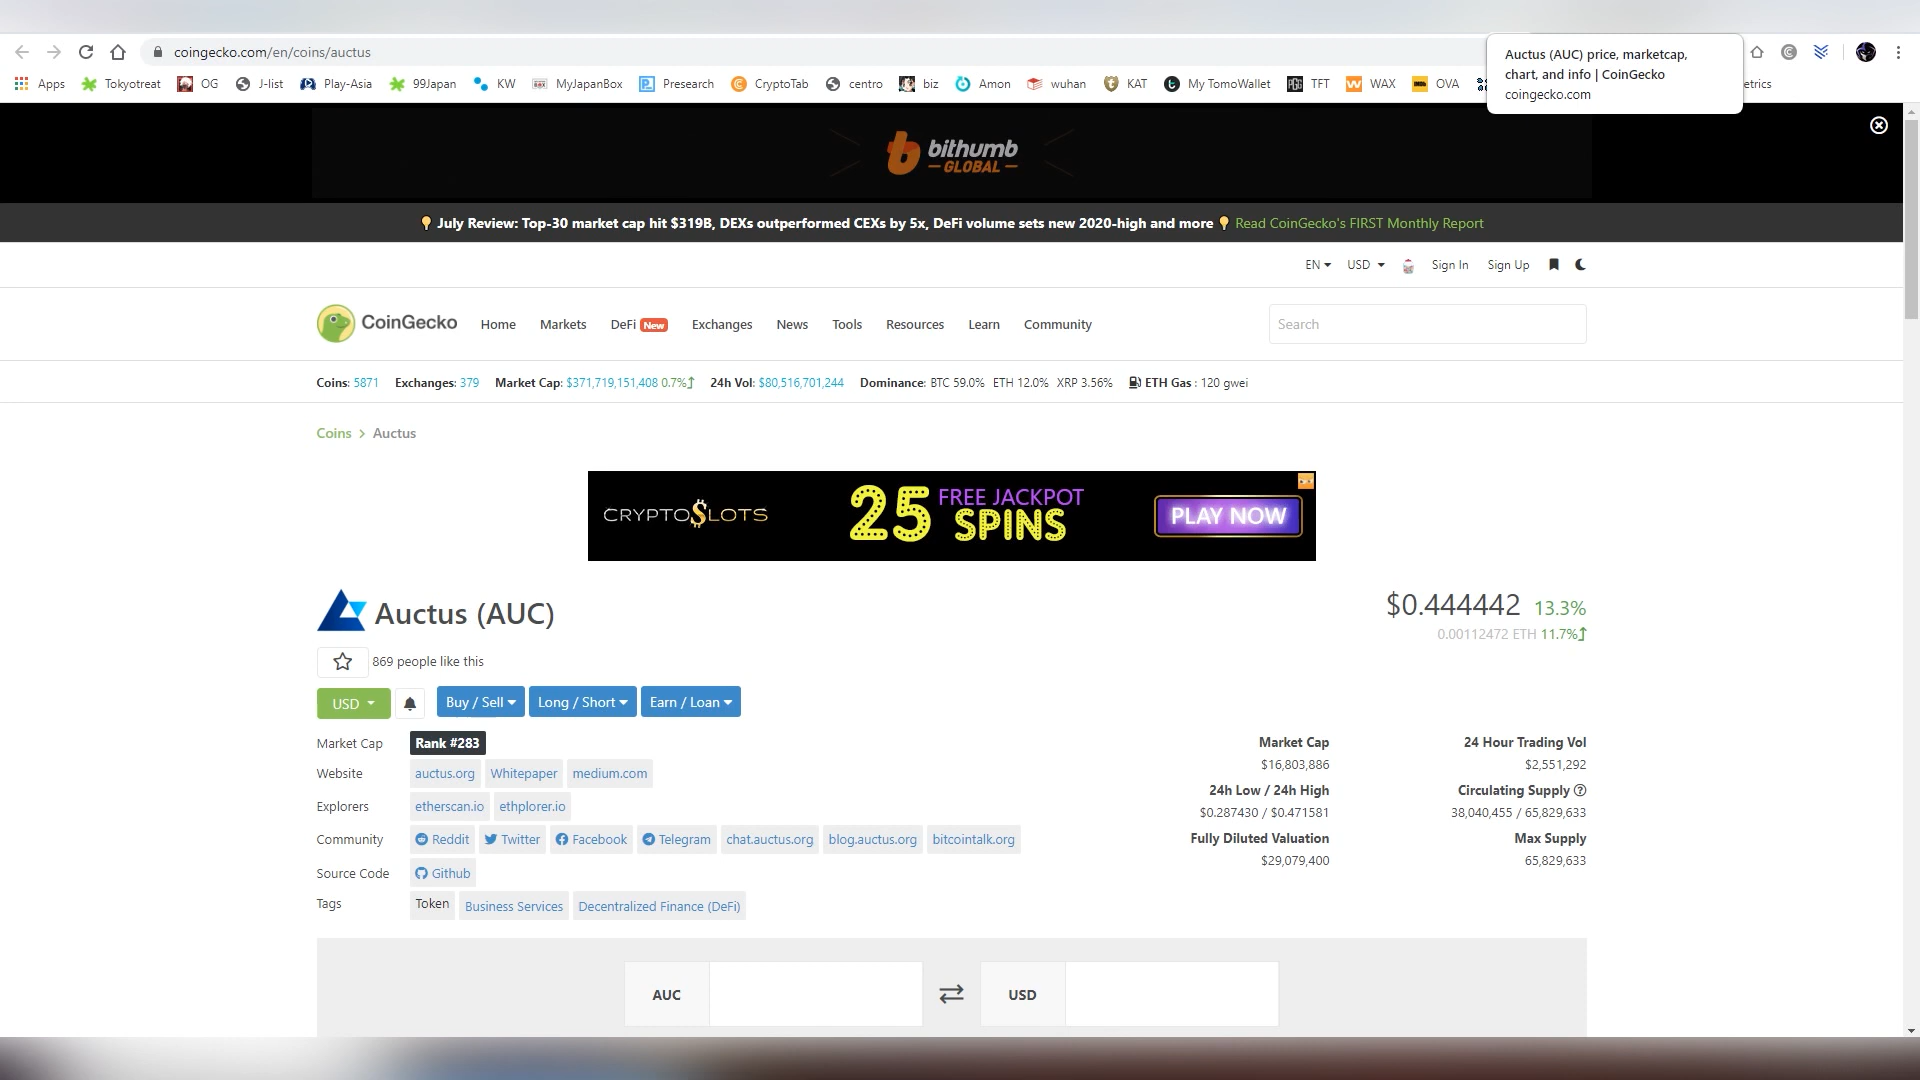 coingecko.com/en/coins/auctus
Auctus (AUC) price, marketcap,
chart, and info | CoinGecko
coingecko.com
Apps Tokyotreat OG J-list Play-Asia 99Japan KW MyJapanBox Presearch CryptoTab centro biz Amon wuhan KAT My TomoWallet TFT WAX OVA etrics
bithumb
GLOBAL
July Review: Top-30 market cap hit $319B, DEXs outperformed CEXs by 5x, DeFi volume sets new 2020-high and more Read CoinGecko's FIRST Monthly Report
EN USD Sign In Sign Up
CoinGecko Home Markets DeFi New Exchanges News Tools Resources Learn Community Search
Coins: 5871 Exchanges: 379 Market Cap: $371,719,151,408 0.7% 24h Vol: $80,516,701,244 Dominance: BTC 59.0% ETH 12.0% XRP 3.56% ETH Gas : 120 gwei
Coins > Auctus
CRYPTO$LOTS 25 FREE JACKPOT SPINS PLAY NOW
Auctus (AUC)
$0.444442 13.3%
0.00112472 ETH 11.7%
869 people like this
USD Buy / Sell Long / Short Earn / Loan
Market Cap Rank #283
Website auctus.org Whitepaper medium.com
Explorers etherscan.io ethplorer.io
Community Reddit Twitter Facebook Telegram chat.auctus.org blog.auctus.org bitcointalk.org
Source Code Github
Tags Token Business Services Decentralized Finance (DeFi)
Market Cap 24 Hour Trading Vol
$16,803,886 $2,551,292
24h Low / 24h High Circulating Supply
$0.287430 / $0.471581 38,040,455 / 65,829,633
Fully Diluted Valuation Max Supply
$29,079,400 65,829,633
AUC USD